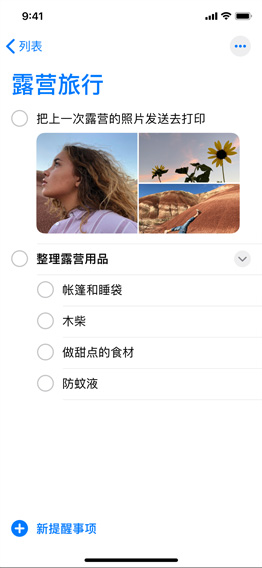 9:41
列表
露营旅行
把上一次露营的照片发送去打印
整理露营用品
帐篷和睡袋
木柴
做甜点的食材
防蚊液
新提醒事项